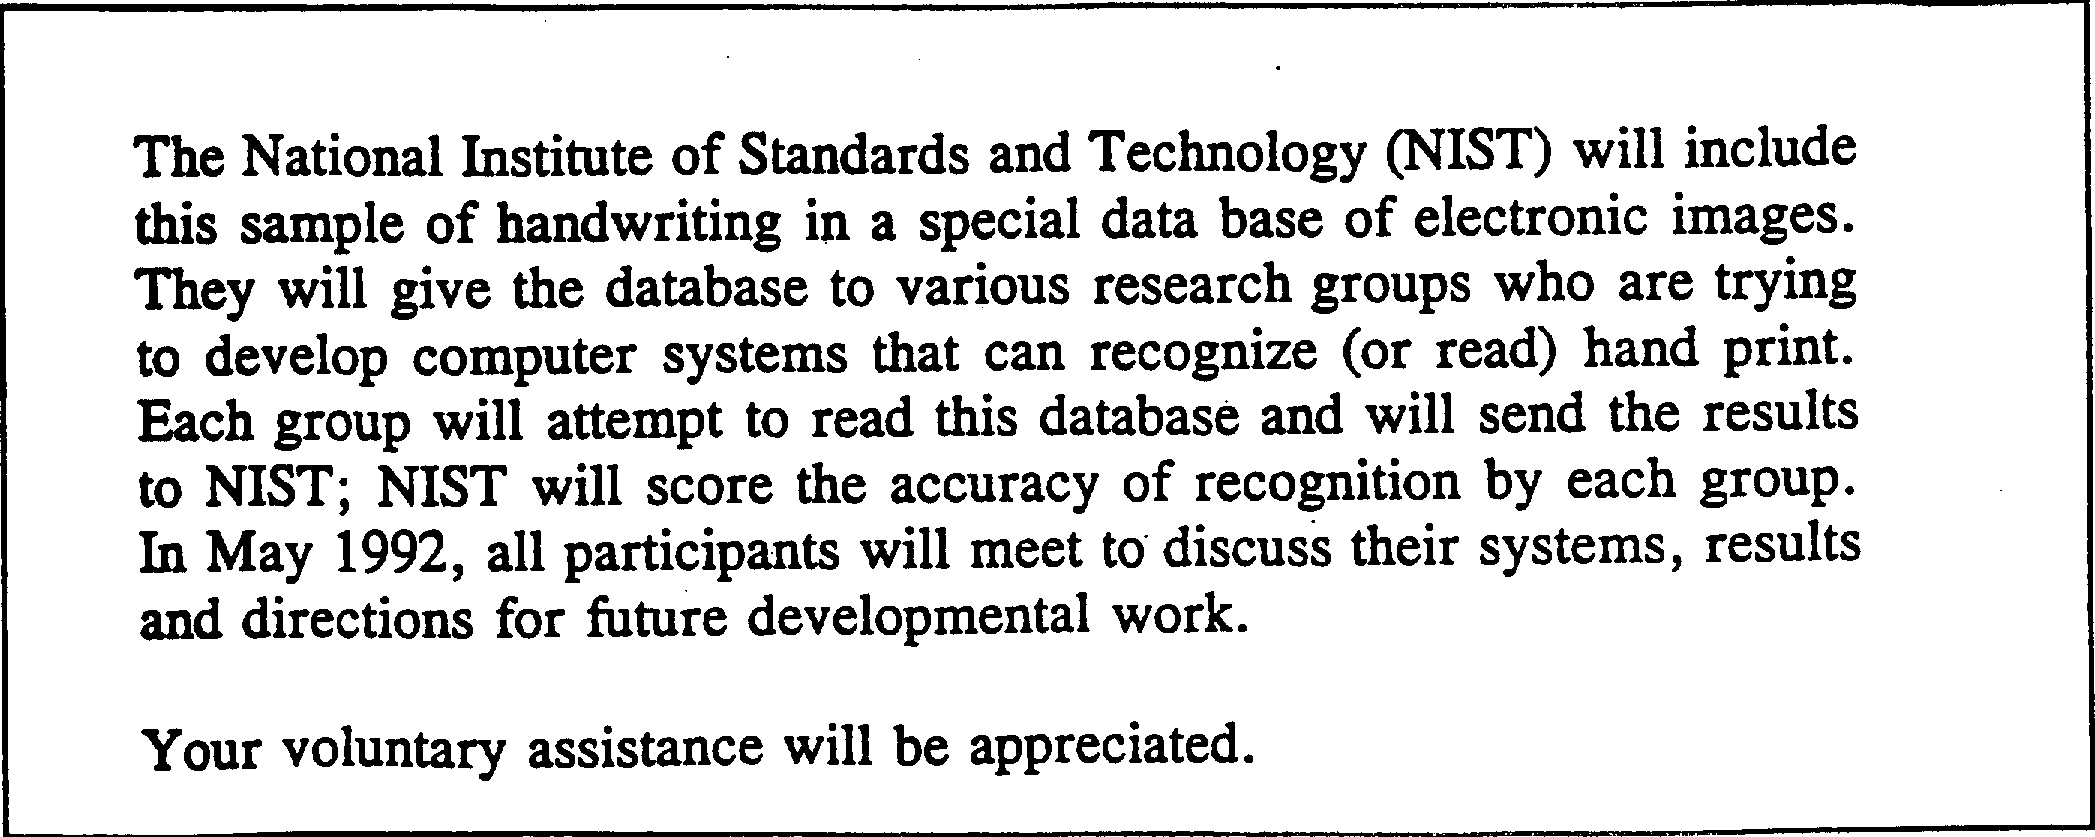 The National Institute of Standards and Technology (NIST) will include
this sample of handwriting in a special data base of electronic images.
They will give the database to various research groups who are trying
to develop computer systems that can recognize (or read) hand print.
Each group will attempt to read this database and will send the results
to NIST; NIST will score the accuracy of recognition by each group.
In May 1992, all participants will meet to discuss their systems, results
and directions for future developmental work.
Your voluntary assistance will be appreciated.